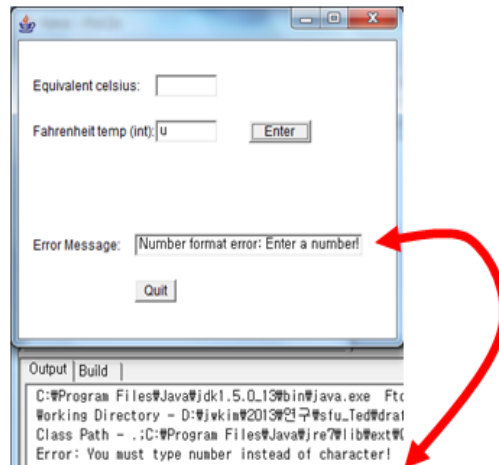 Equivalent celsius:
Fahrenheit temp (int): u Enter
Error Message: Number format error: Enter a number!
Quit
Output Build
C:₩Program Files₩Java₩jdk1.5.0_13₩bin₩java.exe Fto
Working Directory - D:₩jwkim₩2013₩연구₩sfu_Ted₩draf
Class Path - .;C:₩Program Files₩Java₩jre7₩lib₩ext₩Q
Error: You must type number instead of character!